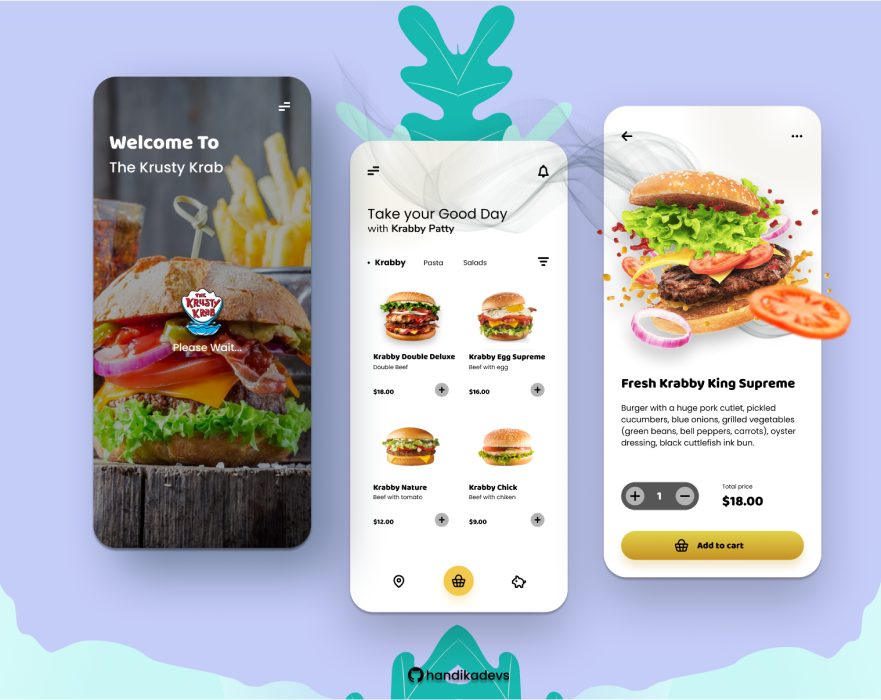 Welcome To
The Krusty Krab
THE
KRUSTY
KRAB
Please Wait...
Take your Good Day
with Krabby Patty
Krabby Pasta Salads
Krabby Double Deluxe
Double Beef
$18.00
Krabby Egg Supreme
Beef with egg
$16.00
Krabby Nature
Beef with tomato
$12.00
Krabby Chick
Beef with chiken
$9.00
Fresh Krabby King Supreme
Burger with a huge pork cutlet, pickled
cucumbers, blue onions, grilled vegetables
(green beans, bell peppers, carrots), oyster
dressing, black cuttlefish ink bun.
1
Total price
$18.00
Add to cart
handikadevs